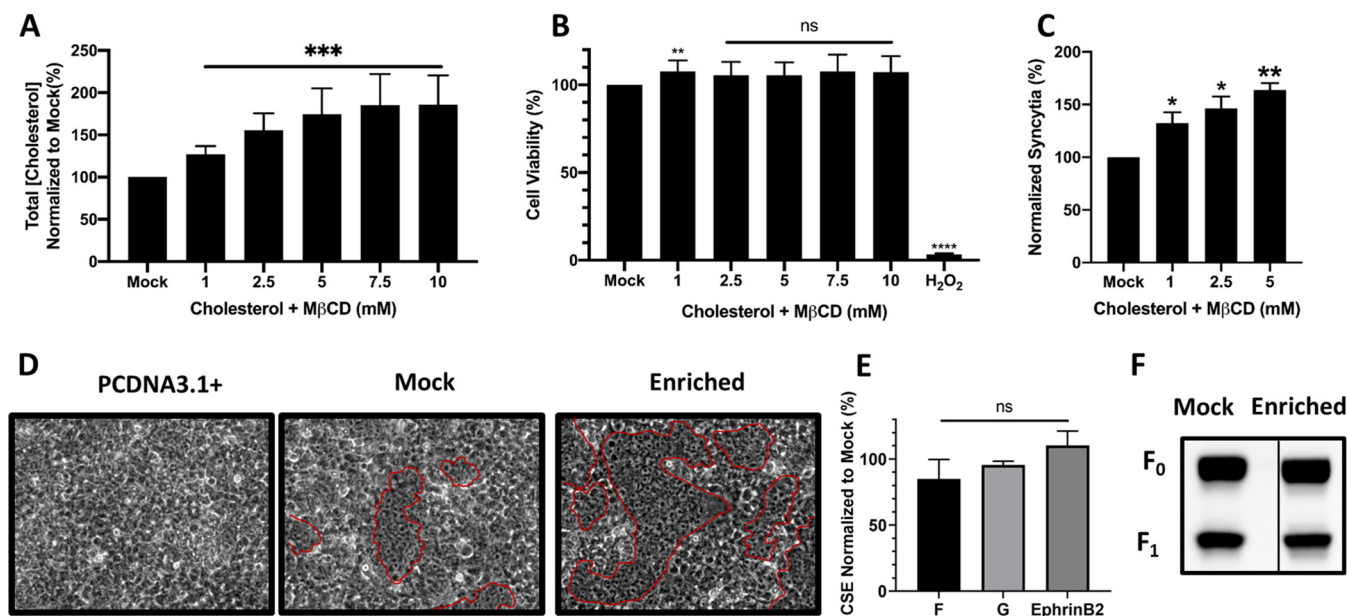 A
Total [Cholesterol]
Normalized to Mock(%)
250
200
150
100
50
0
***
Mock 1 2.5 5 7.5 10
Cholesterol + MβCD (mM)
B
Cell Viability (%)
100
50
0
**
ns
****
Mock 1 2.5 5 7.5 10 H₂O₂
Cholesterol + MβCD (mM)
C
Normalized Syncytia (%)
200
150
100
50
0
*
*
**
Mock 1 2.5 5
Cholesterol + MβCD (mM)
D
PCDNA3.1+
Mock
Enriched
E
CSE Normalized to Mock (%)
100
50
0
ns
F G EphrinB2
F
Mock Enriched
F₀
F₁